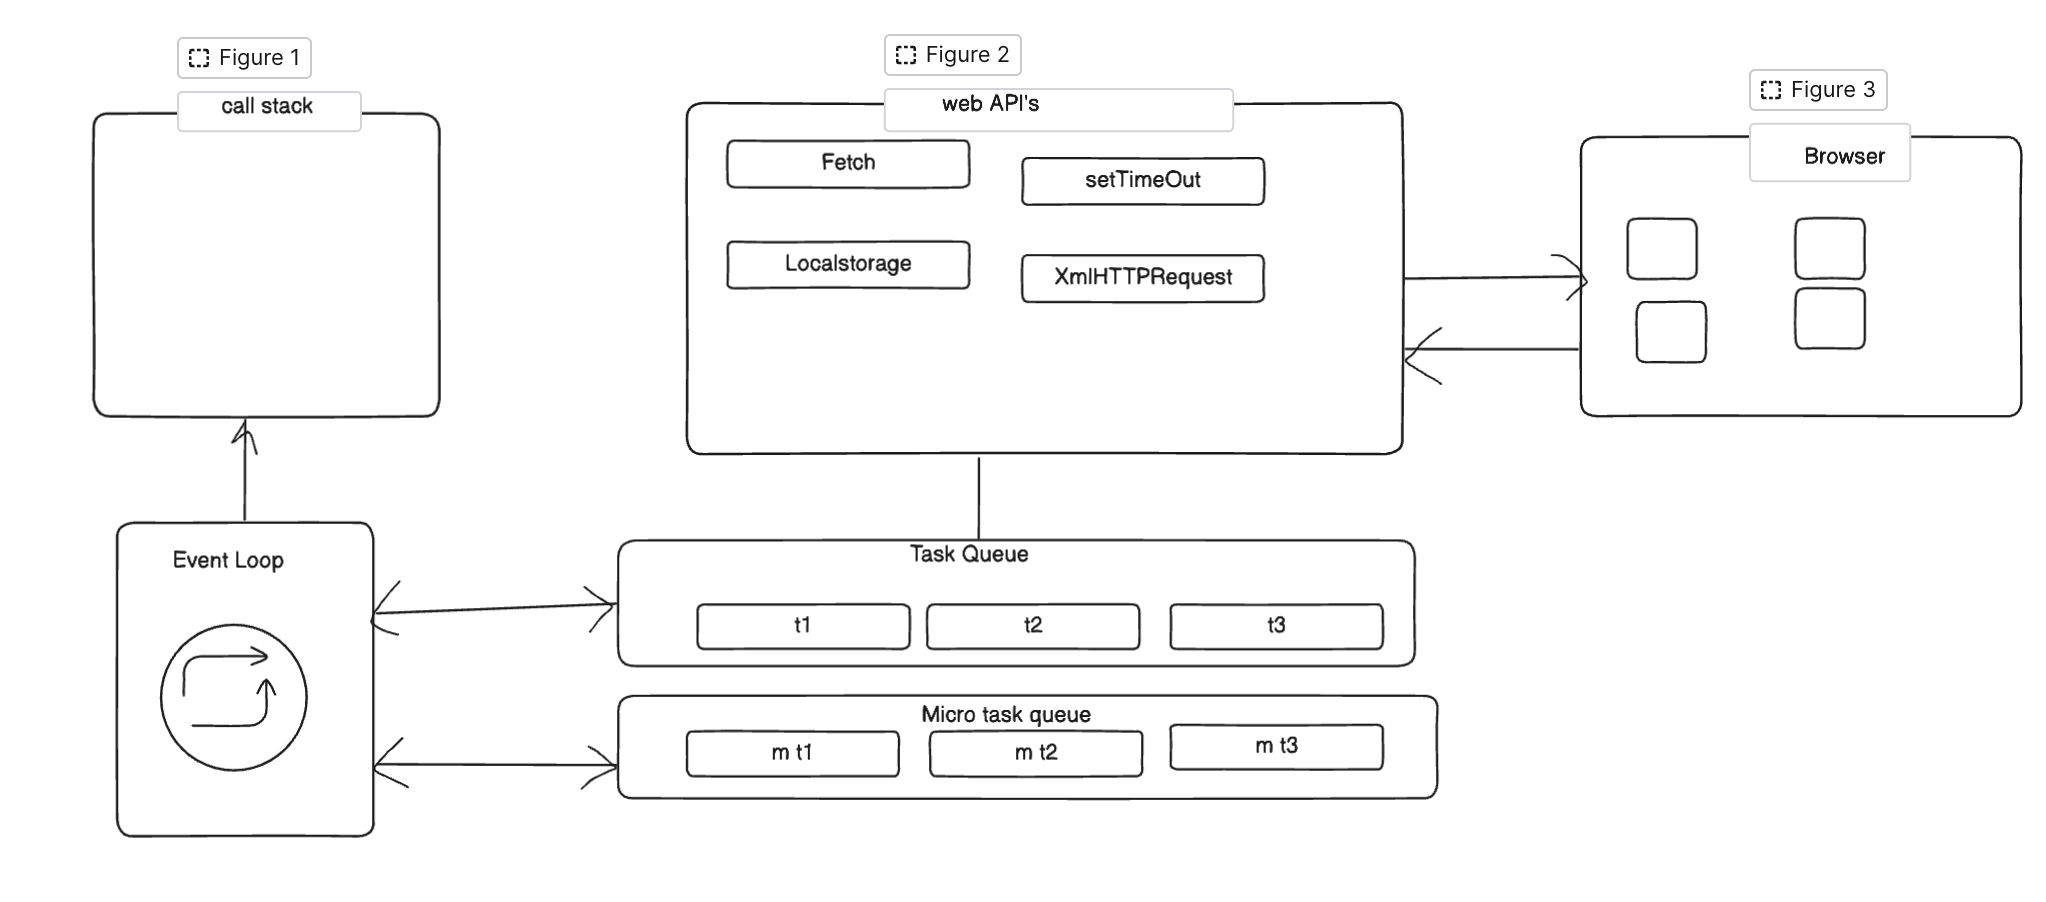 Figure 1
call stack
Figure 2
web API's
Fetch
setTimeOut
Localstorage
XmlHTTPRequest
Figure 3
Browser
Event Loop
Task Queue
t1
t2
t3
Micro task queue
m t1
m t2
m t3